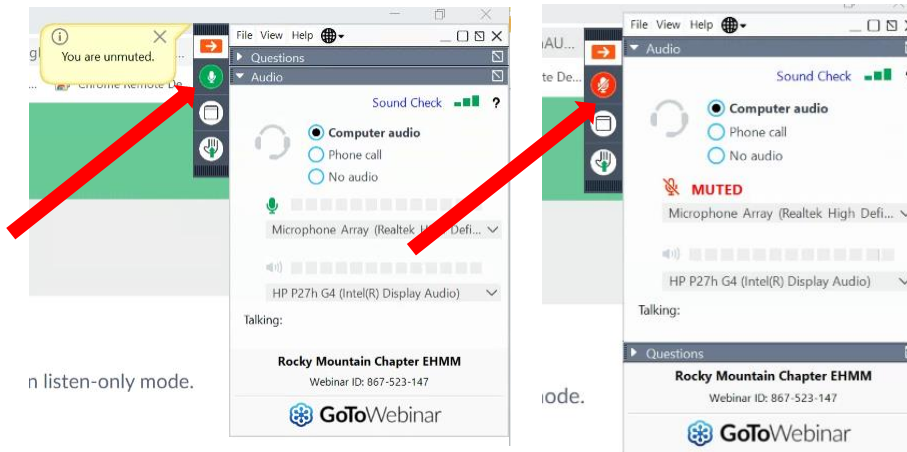 You are unmuted.
Chrome Remote De...
File View Help
Questions
Audio
Sound Check
?
Computer audio
Phone call
No audio
Microphone Array (Realtek High Defi...
HP P27h G4 (Intel(R) Display Audio)
Talking:
Rocky Mountain Chapter EHMM
Webinar ID: 867-523-147
GoToWebinar
n listen-only mode.
AU...
te De...
File View Help
Audio
Sound Check
?
Computer audio
Phone call
No audio
MUTED
Microphone Array (Realtek High Defi...
HP P27h G4 (Intel(R) Display Audio)
Talking:
Questions
Rocky Mountain Chapter EHMM
Webinar ID: 867-523-147
GoToWebinar
ode.